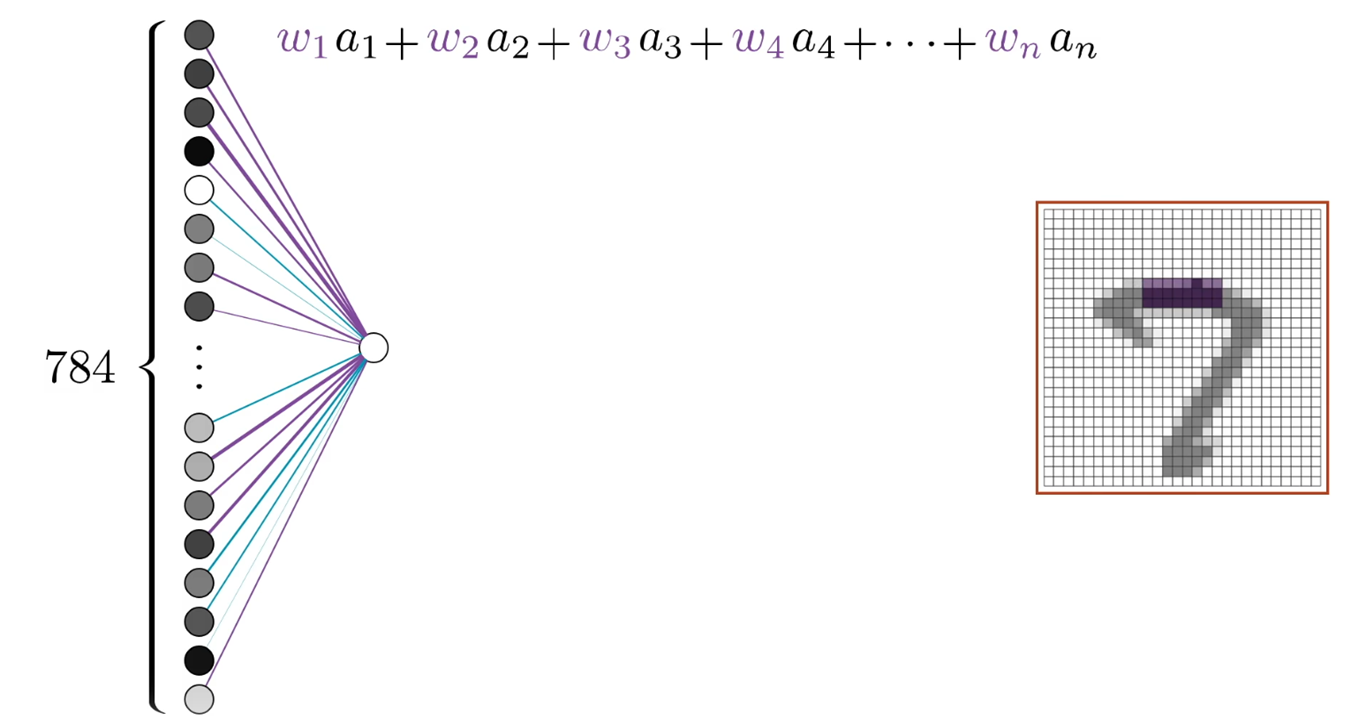 w₁a₁ + w₂a₂ + w₃a₃ + w₄a₄ + ⋯ + wₙaₙ
784